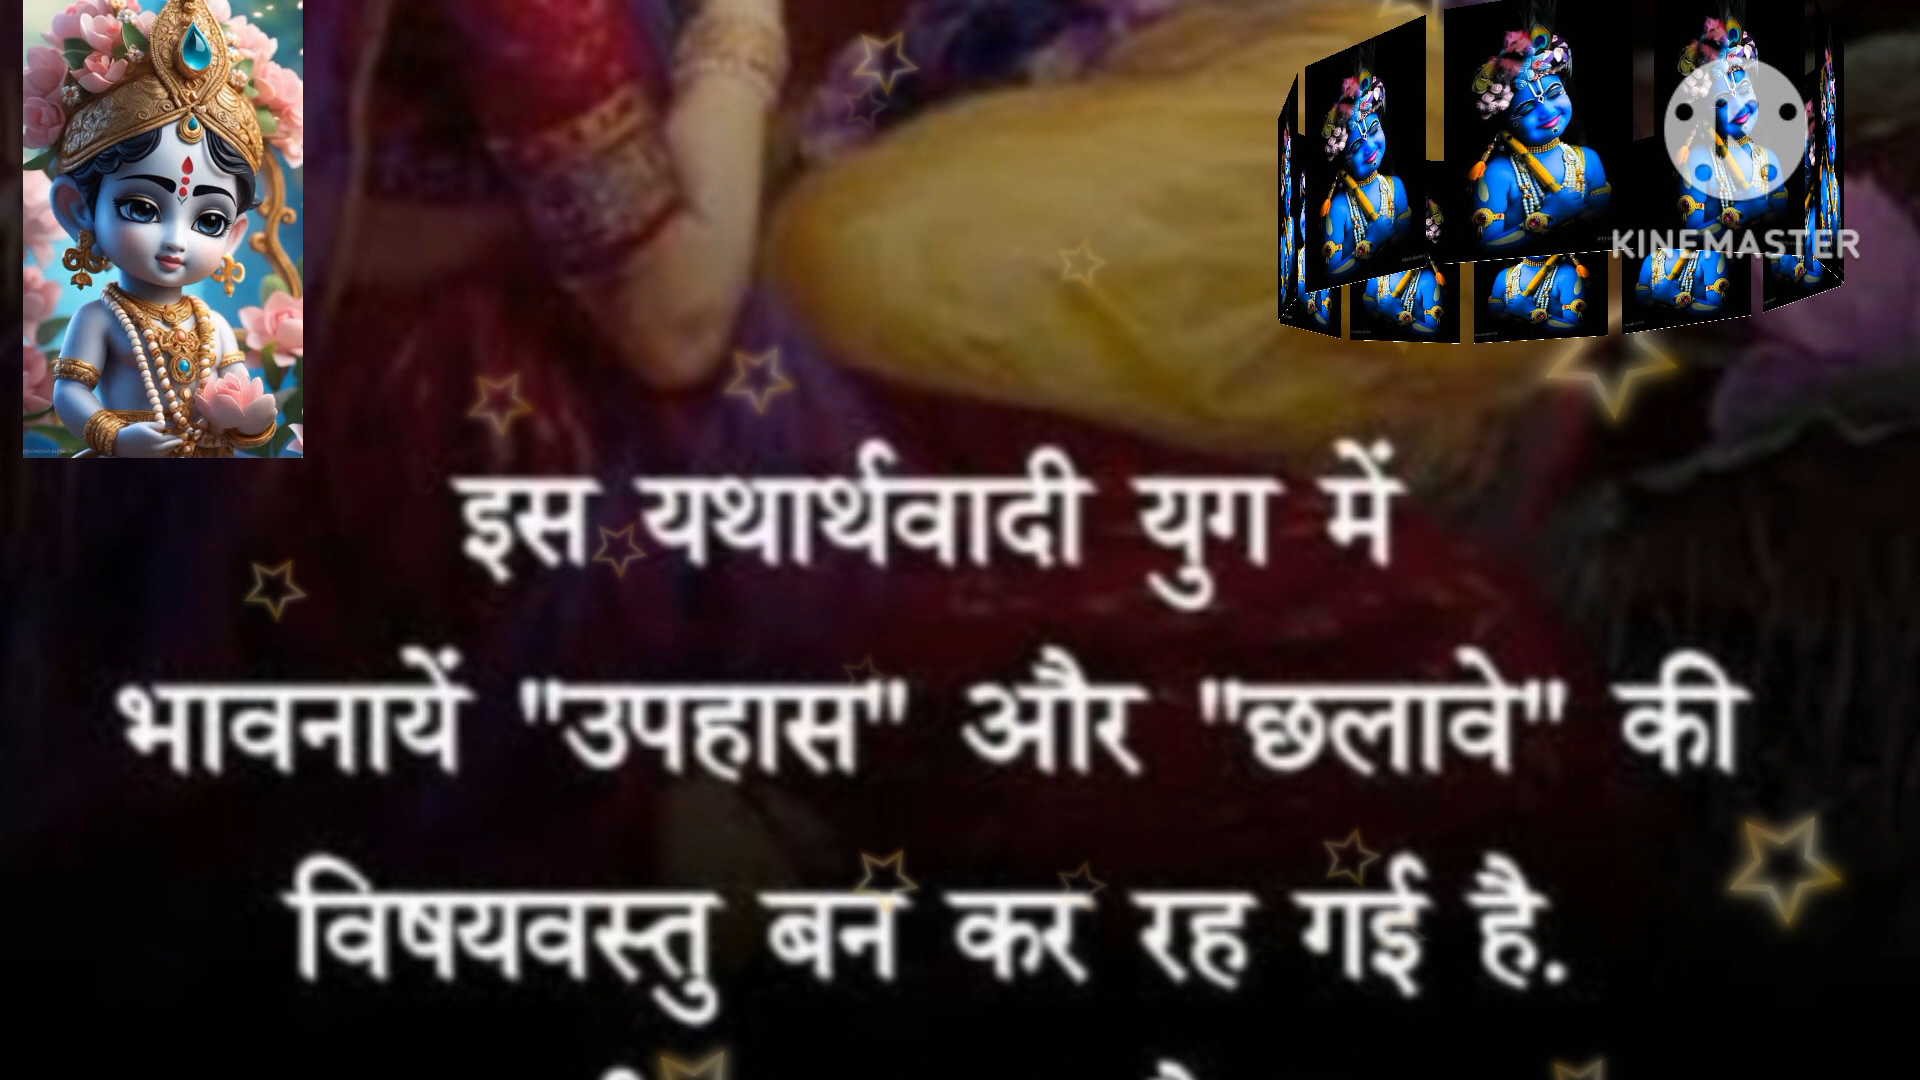 KINEMASTER
इस यथार्थवादी युग में
भावनायें "उपहास" और "छलावे" की
विषयवस्तु बन कर रह गई है.